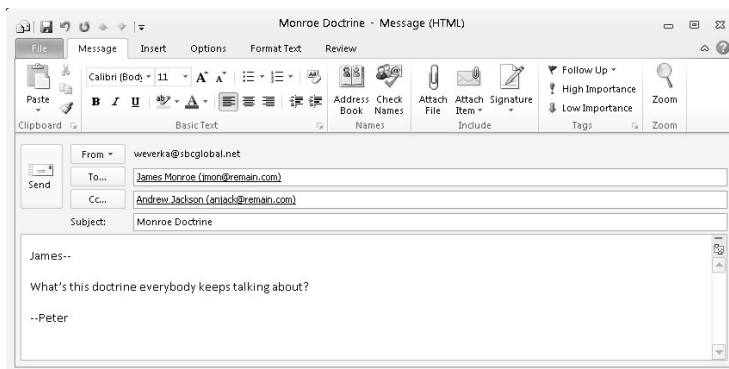 Monroe Doctrine - Message (HTML)
File Message Insert Options Format Text Review
Paste
Clipboard
Calibri (Body 11 A A
B I U ab A
Basic Text
Address Book
Check Names
Names
Attach File
Attach Item
Signature
Include
Follow Up
High Importance
Low Importance
Tags
Zoom
Zoom
Send
From weverka@sbcglobal.net
To... James Monroe (jmon@remain.com)
Cc... Andrew Jackson (anjack@remain.com)
Subject: Monroe Doctrine
James--
What's this doctrine everybody keeps talking about?
--Peter